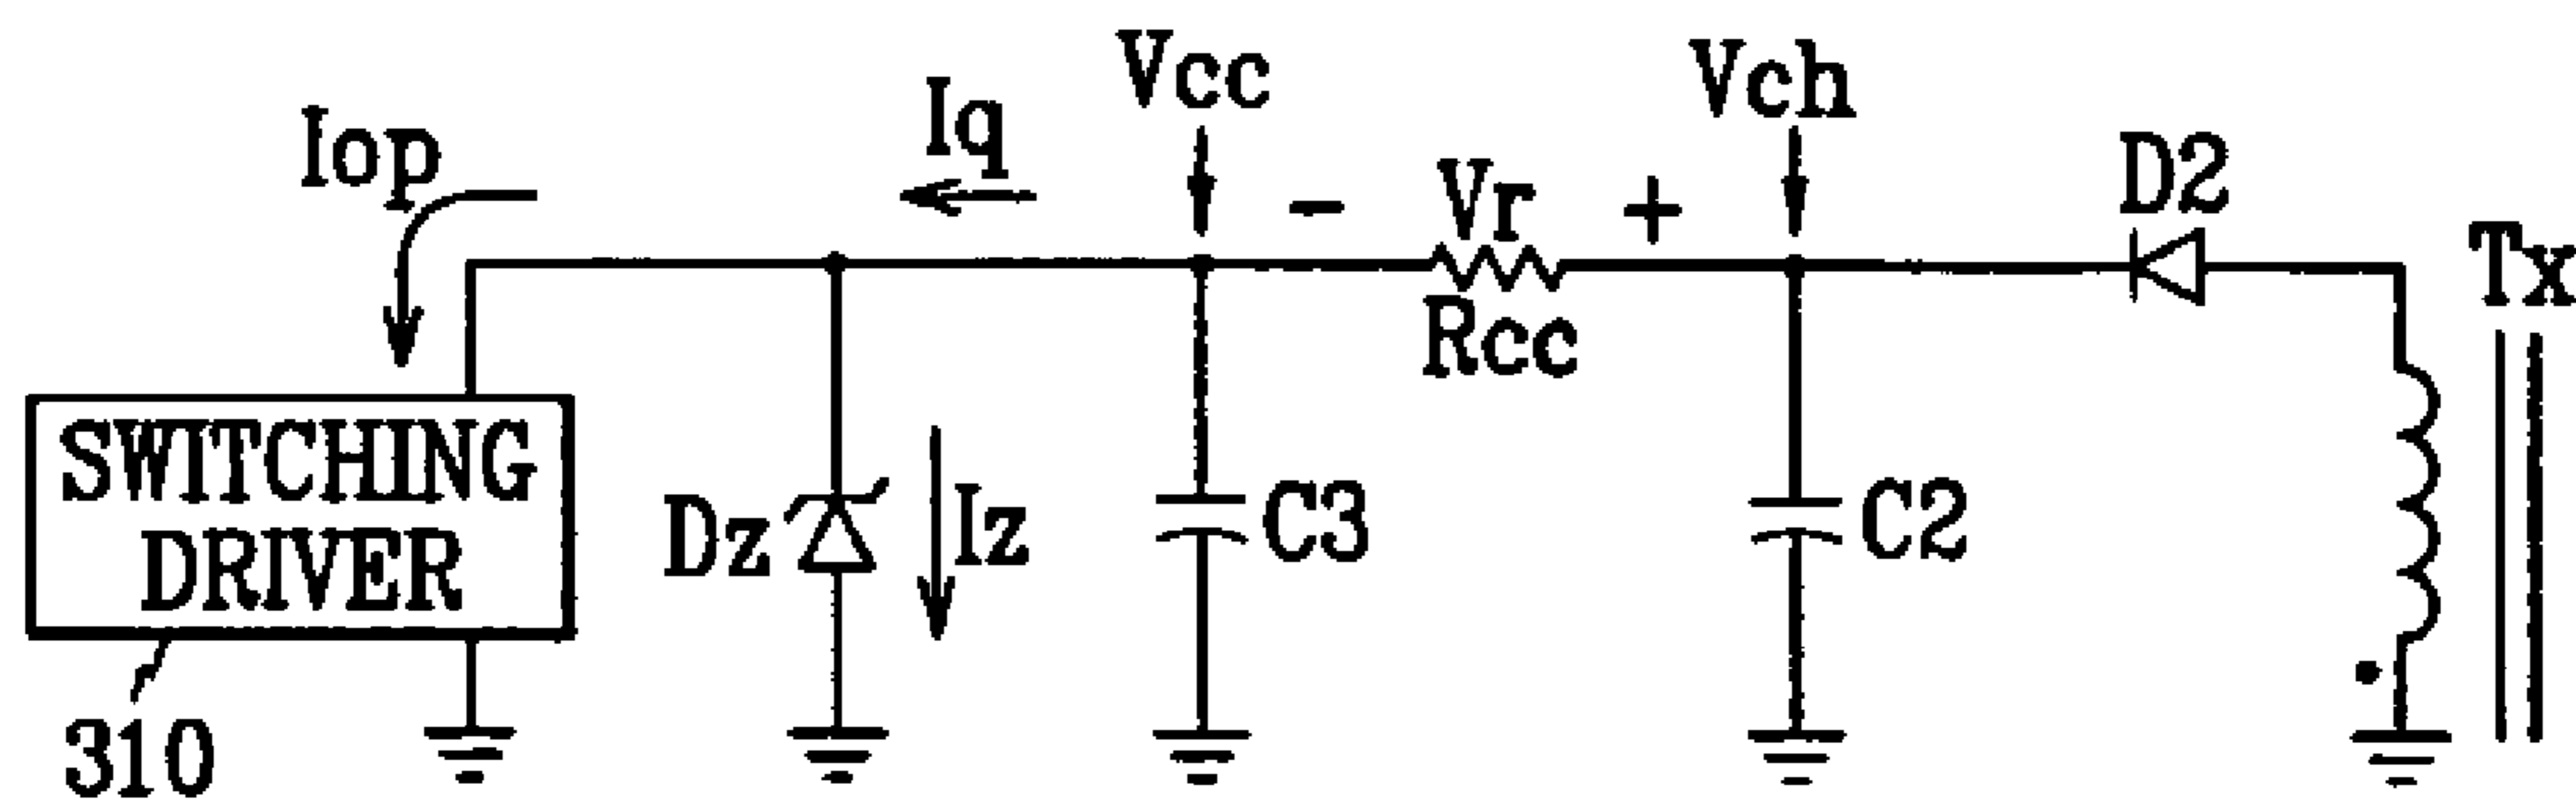 Iop
Iq
Vcc
- Vr +
Rcc
Vch
D2
Tx
SWITCHING
DRIVER
310
Dz
Iz
C3
C2